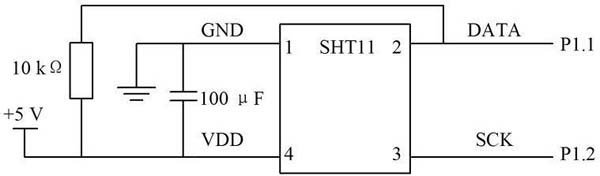 GND
1 SHT11 2
DATA
P1.1
10 kΩ
100 μF
+5 V
VDD
4 3
SCK
P1.2